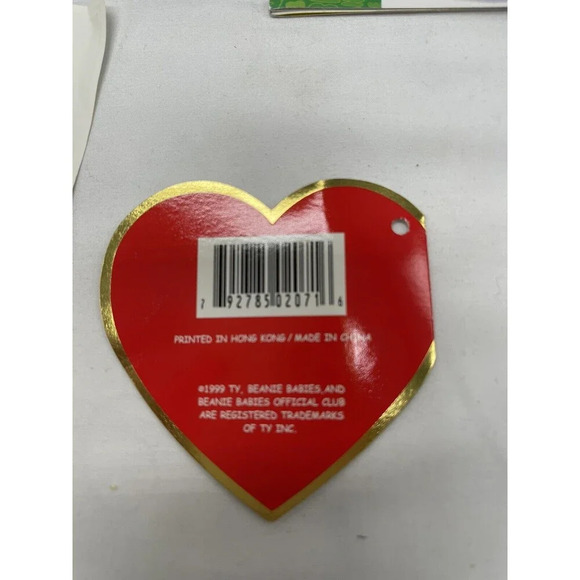 7 92785 02071 6
PRINTED IN HONG KONG / MADE IN CHINA
©1999 TY, BEANIE BABIES, AND
BEANIE BABIES OFFICIAL CLUB
ARE REGISTERED TRADEMARKS
OF TY INC.